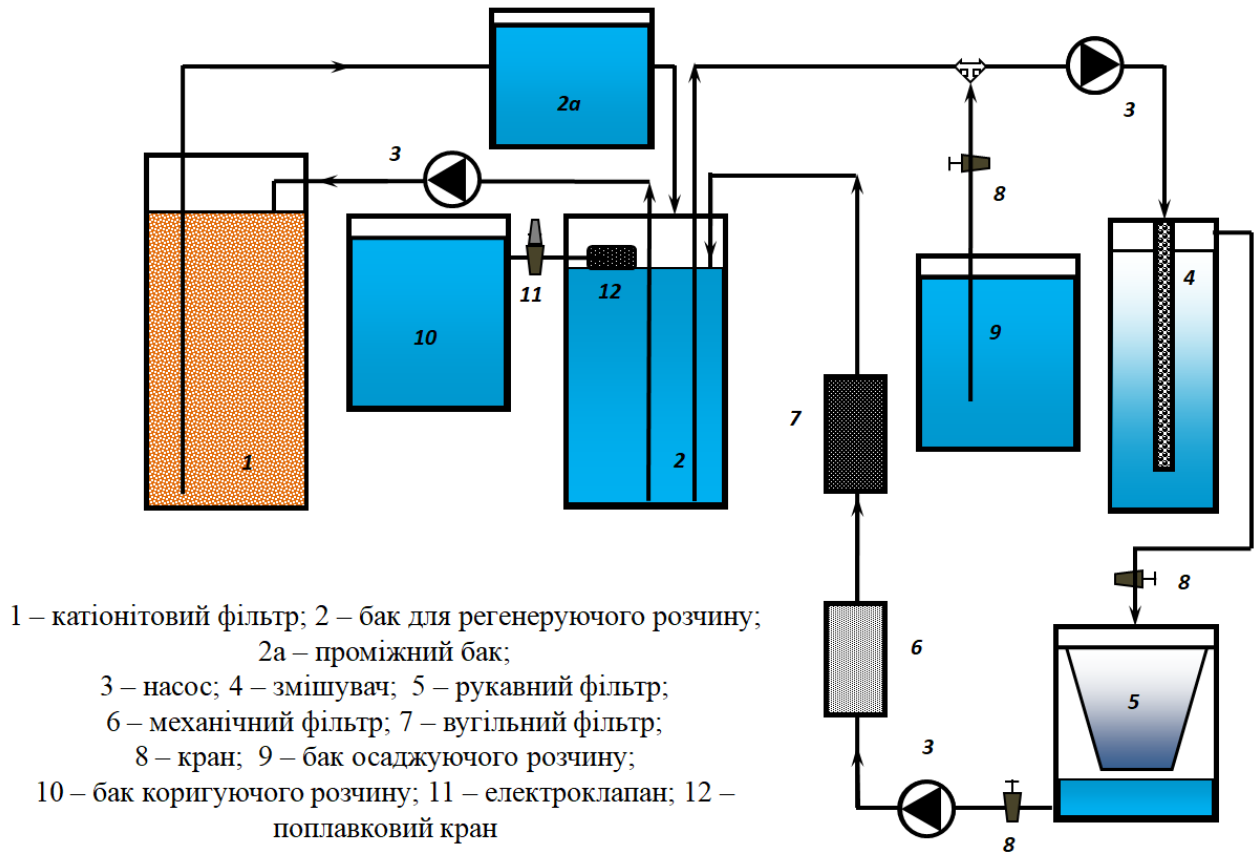 2а
3
3
8
4
11
12
10
9
1
2
7
8
6
5
3
8
1 – катіонітовий фільтр; 2 – бак для регенеруючого розчину;
2а – проміжний бак;
3 – насос; 4 – змішувач; 5 – рукавний фільтр;
6 – механічний фільтр; 7 – вугільний фільтр;
8 – кран; 9 – бак осаджуючого розчину;
10 – бак коригуючого розчину; 11 – електроклапан; 12 –
поплавковий кран